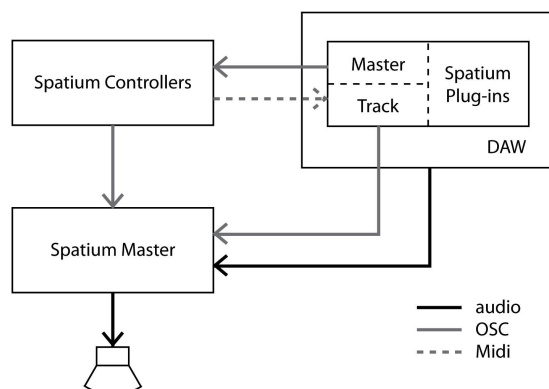 Spatium Controllers
Master
Track
Spatium
Plug-ins
DAW
Spatium Master
audio
OSC
Midi